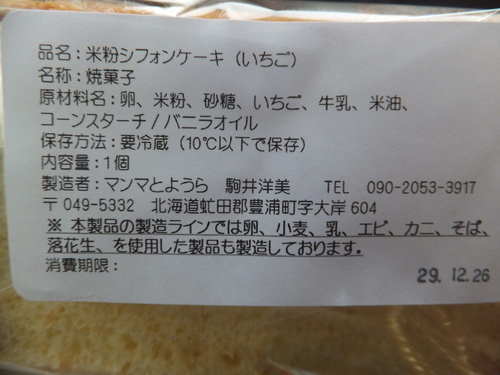 品名：米粉シフォンケーキ（いちご）
名称：焼菓子
原材料名：卵、米粉、砂糖、いちご、牛乳、米油、
コーンスターチ / バニラオイル
保存方法：要冷蔵（10℃以下で保存）
内容量：1個
製造者：マンマとようら　駒井洋美　TEL　090-2053-3917
〒049-5332　北海道虻田郡豊浦町字大岸 604
※ 本製品の製造ラインでは卵、小麦、乳、エビ、カニ、そば、
落花生、を使用した製品も製造しております。
消費期限：　29. 12. 26